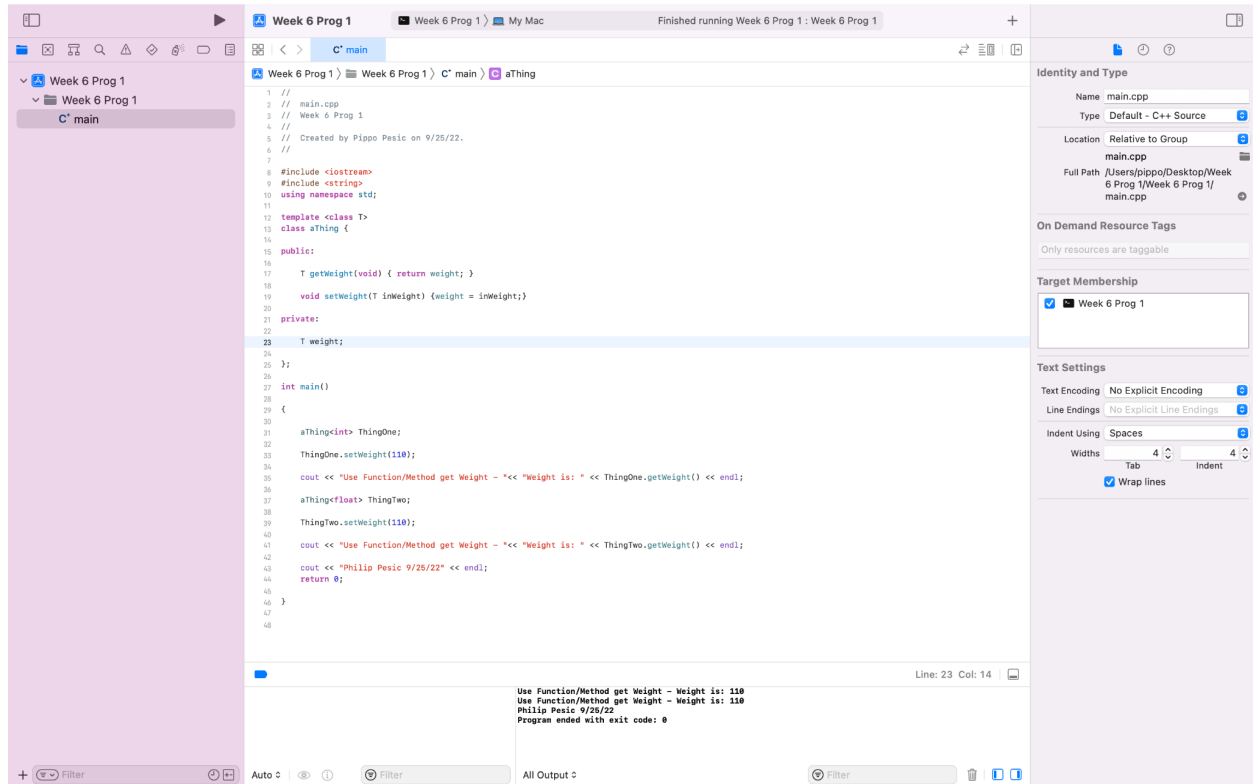 Week 6 Prog 1
Week 6 Prog 1 〉 My Mac
Finished running Week 6 Prog 1 : Week 6 Prog 1
main
Week 6 Prog 1
Week 6 Prog 1
main
Week 6 Prog 1 〉 Week 6 Prog 1 〉 main 〉 C aThing
1 //
2 //  main.cpp
3 //  Week 6 Prog 1
4 //
5 //  Created by Pippo Pesic on 9/25/22.
6 //
7
8 #include <iostream>
9 #include <string>
10 using namespace std;
11
12 template <class T>
13 class aThing {
14
15 public:
16
17     T getWeight(void) { return weight; }
18
19     void setWeight(T inWeight) {weight = inWeight;}
20
21 private:
22
23     T weight;
24
25 };
26
27 int main()
28
29 {
30
31     aThing<int> ThingOne;
32
33     ThingOne.setWeight(110);
34
35     cout << "Use Function/Method get Weight – "<< "Weight is: " << ThingOne.getWeight() << endl;
36
37     aThing<float> ThingTwo;
38
39     ThingTwo.setWeight(110);
40
41     cout << "Use Function/Method get Weight – "<< "Weight is: " << ThingTwo.getWeight() << endl;
42
43     cout << "Philip Pesic 9/25/22" << endl;
44     return 0;
45
46 }
47
48
Line: 23 Col: 14
Use Function/Method get Weight – Weight is: 110
Use Function/Method get Weight – Weight is: 110
Philip Pesic 9/25/22
Program ended with exit code: 0
Filter
Auto
Filter
All Output
Filter
Identity and Type
Name main.cpp
Type Default - C++ Source
Location Relative to Group
main.cpp
Full Path /Users/pippo/Desktop/Week
6 Prog 1/Week 6 Prog 1/
main.cpp
On Demand Resource Tags
Only resources are taggable
Target Membership
Week 6 Prog 1
Text Settings
Text Encoding No Explicit Encoding
Line Endings No Explicit Line Endings
Indent Using Spaces
Widths 4 4
Tab Indent
Wrap lines